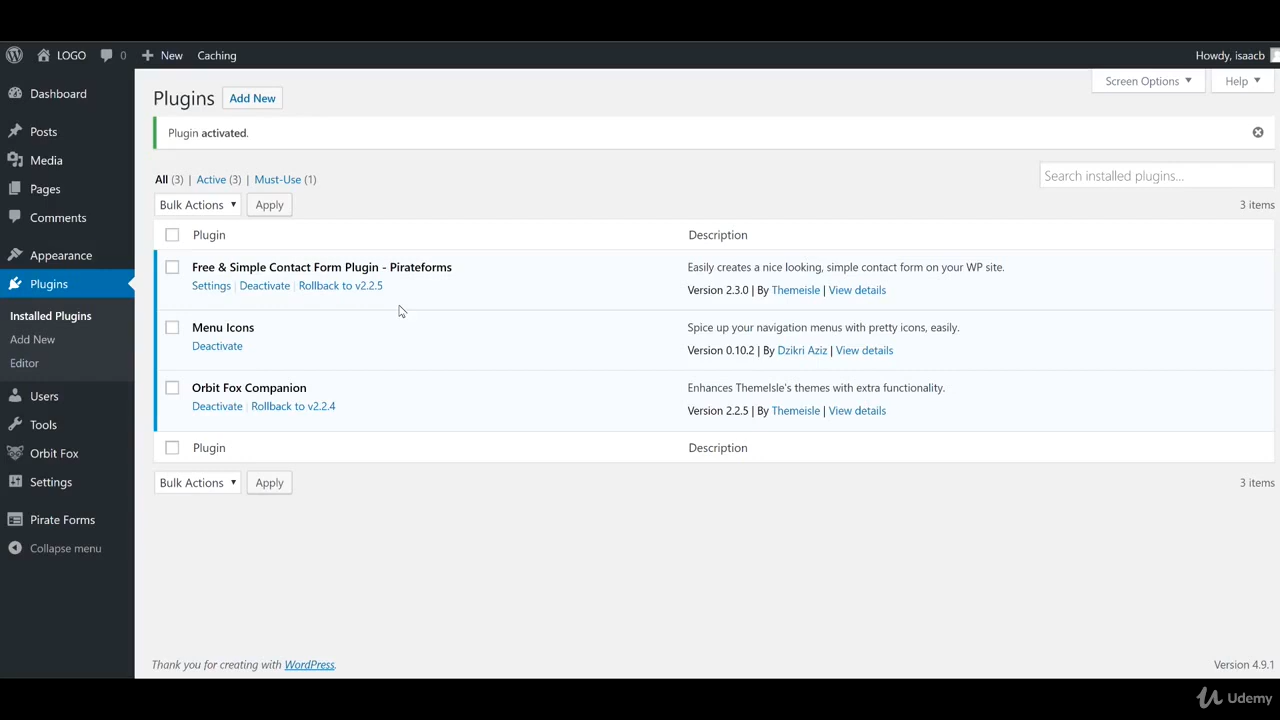 LOGO 0 New Caching Howdy, isaacb
Screen Options ▼ Help ▼
Dashboard
Posts
Media
Pages
Comments
Appearance
Plugins
Installed Plugins
Add New
Editor
Users
Tools
Orbit Fox
Settings
Pirate Forms
Collapse menu
Plugins Add New
Plugin activated.
All (3) | Active (3) | Must-Use (1)
Search installed plugins...
Bulk Actions ▼ Apply 3 items
Plugin Description
Free & Simple Contact Form Plugin - Pirateforms Easily creates a nice looking, simple contact form on your WP site.
Settings | Deactivate | Rollback to v2.2.5 Version 2.3.0 | By Themeisle | View details
Menu Icons Spice up your navigation menus with pretty icons, easily.
Deactivate Version 0.10.2 | By Dzikri Aziz | View details
Orbit Fox Companion Enhances ThemeIsle's themes with extra functionality.
Deactivate | Rollback to v2.2.4 Version 2.2.5 | By Themeisle | View details
Plugin Description
Bulk Actions ▼ Apply 3 items
Thank you for creating with WordPress. Version 4.9.1
Udemy